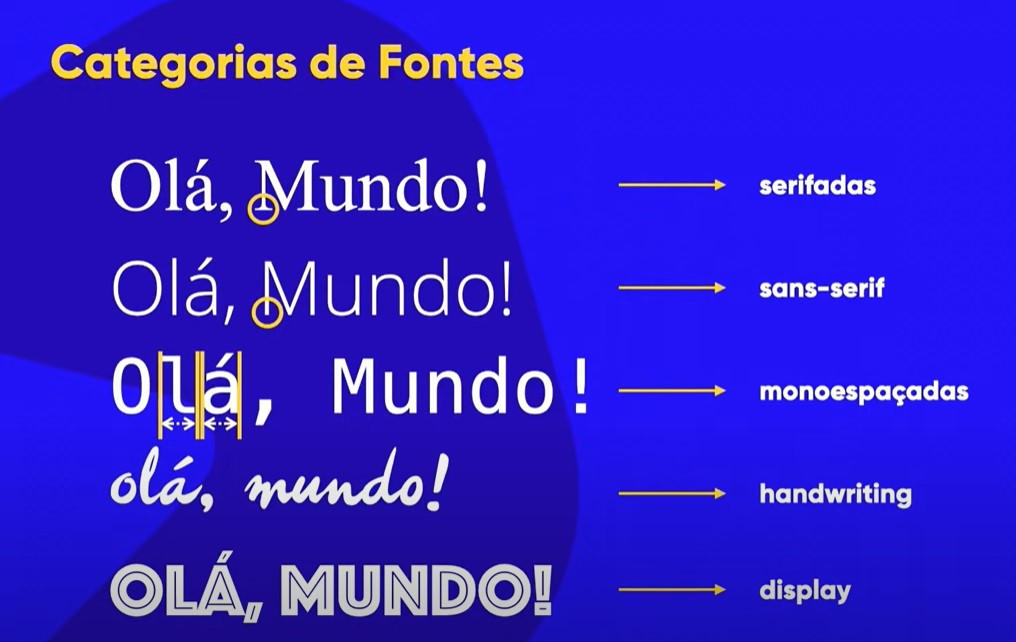 Categorias de Fontes
Olá, Mundo! serifadas
Olá, Mundo! sans-serif
Olá, Mundo! monoespaçadas
olá, mundo! handwriting
OLÁ, MUNDO! display